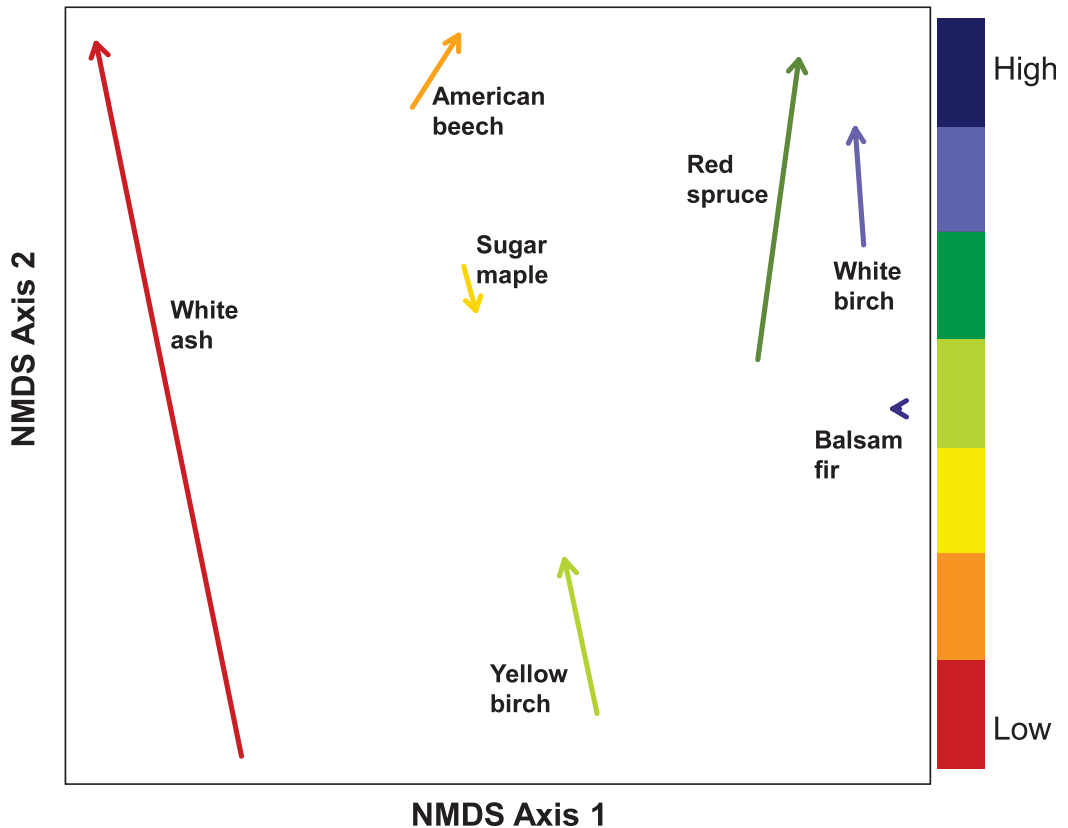 American
beech
High
Red
spruce
Sugar
maple
White
birch
White
ash
Balsam
fir
Yellow
birch
Low
NMDS Axis 2
NMDS Axis 1